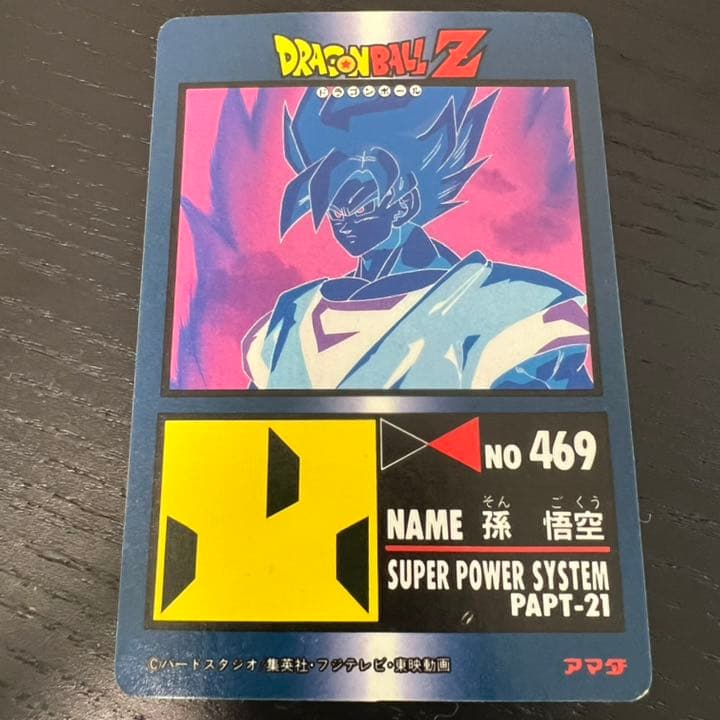 DRAGONBALL Z
ドラゴンボール
NO 469
そん ごくう
NAME 孫 悟空
SUPER POWER SYSTEM
PAPT-21
©バードスタジオ/集英社・フジテレビ・東映動画
アマダ